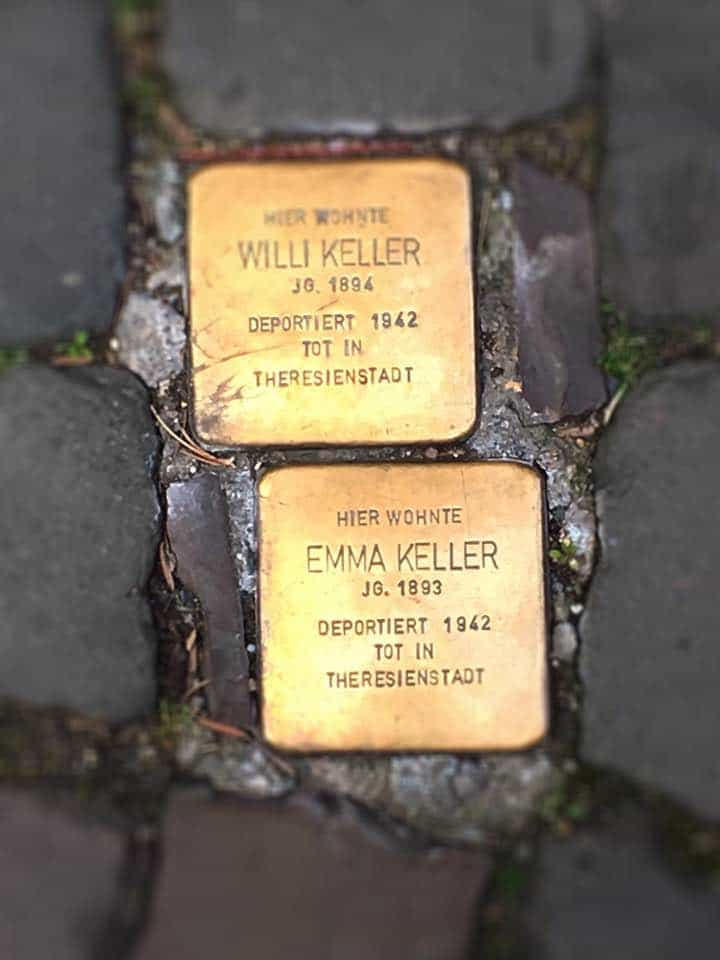 HIER WOHNTE
WILLI KELLER
JG. 1894
DEPORTIERT 1942
TOT IN
THERESIENSTADT
HIER WOHNTE
EMMA KELLER
JG. 1893
DEPORTIERT 1942
TOT IN
THERESIENSTADT